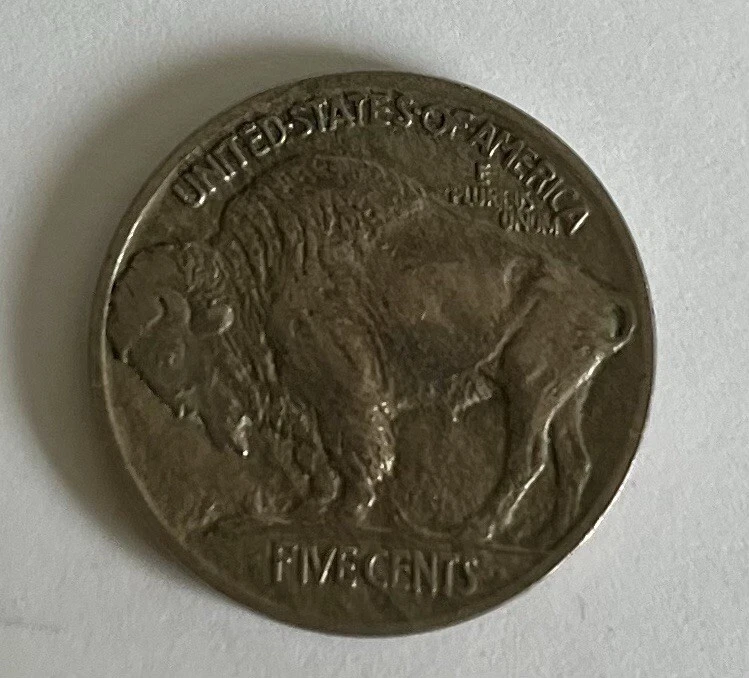 UNITED·STATES·OF·AMERICA
E
PLURIBUS
UNUM
FIVE CENTS